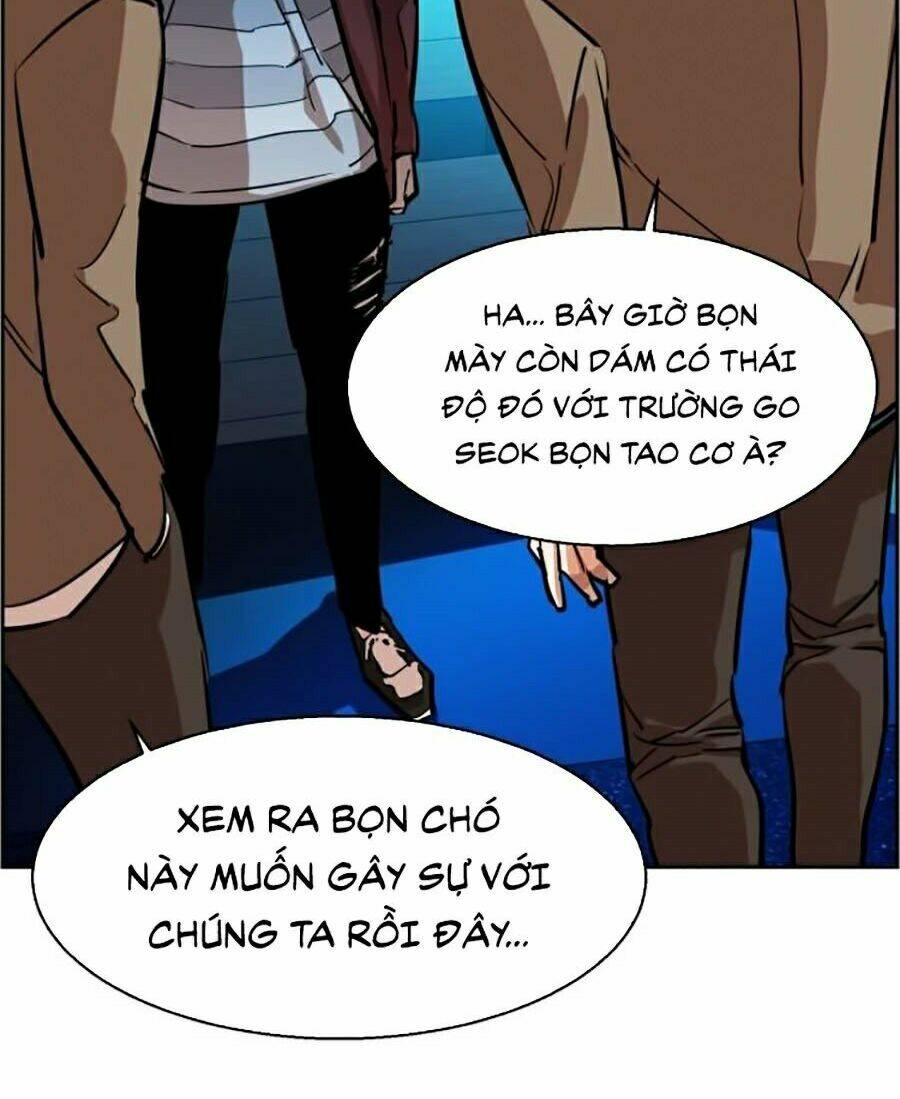 HA... BÂY GIỜ BỌN
MÀY CÒN DÁM CÓ THÁI
ĐỘ ĐÓ VỚI TRƯỜNG GO
SEOK BỌN TAO CƠ À?
XEM RA BỌN CHÓ
NÀY MUỐN GÂY SỰ VỚI
CHÚNG TA RỒI ĐÂY...